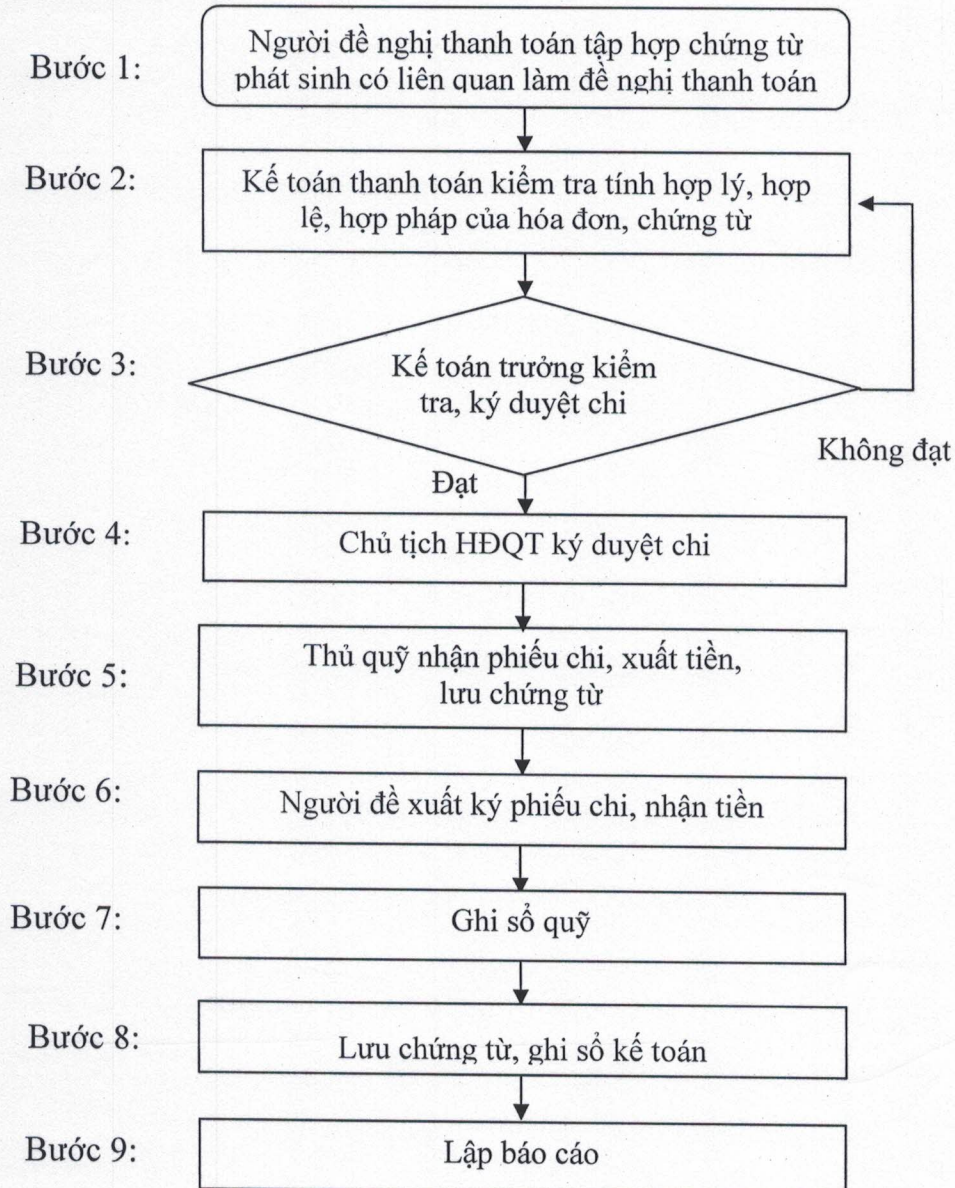 Bước 1:
Người đề nghị thanh toán tập hợp chứng từ
phát sinh có liên quan làm đề nghị thanh toán
Bước 2:
Kế toán thanh toán kiểm tra tính hợp lý, hợp
lệ, hợp pháp của hóa đơn, chứng từ
Bước 3:
Kế toán trưởng kiểm
tra, ký duyệt chi
Không đạt
Đạt
Bước 4:
Chủ tịch HĐQT ký duyệt chi
Bước 5:
Thủ quỹ nhận phiếu chi, xuất tiền,
lưu chứng từ
Bước 6:
Người đề xuất ký phiếu chi, nhận tiền
Bước 7:
Ghi sổ quỹ
Bước 8:
Lưu chứng từ, ghi sổ kế toán
Bước 9:
Lập báo cáo